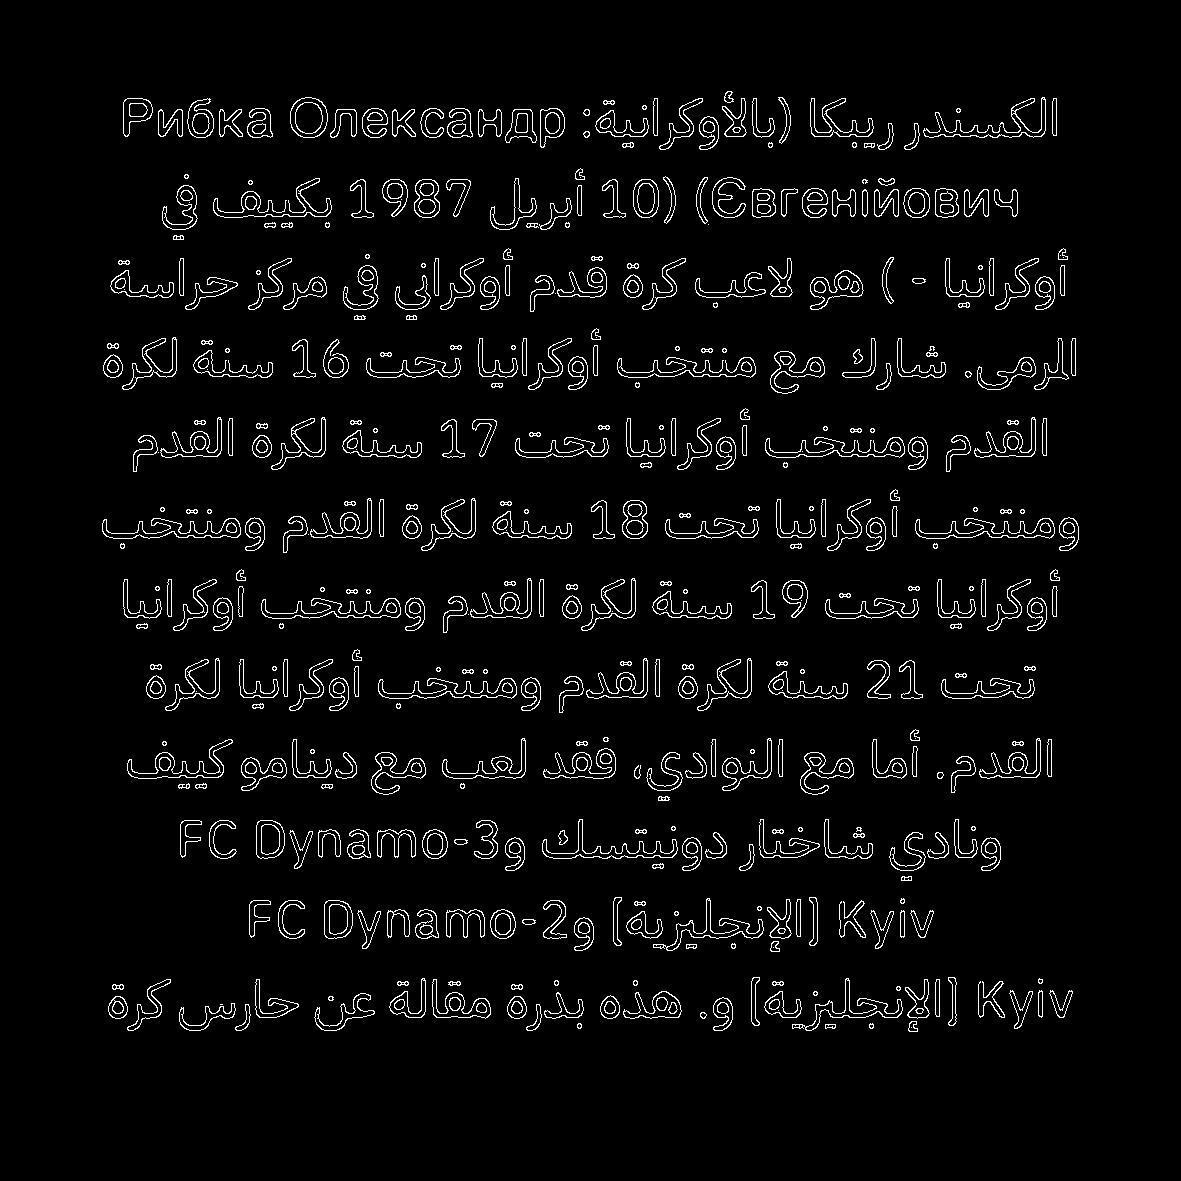 الكسندر ريبكا (بالأوكرانية: Рибка Олександр
Євгенійович) (10 أبريل 1987 بكييف في
أوكرانيا - ) هو لاعب كرة قدم أوكراني في مركز حراسة
المرمى. شارك مع منتخب أوكرانيا تحت 16 سنة لكرة
القدم ومنتخب أوكرانيا تحت 17 سنة لكرة القدم
ومنتخب أوكرانيا تحت 18 سنة لكرة القدم ومنتخب
أوكرانيا تحت 19 سنة لكرة القدم ومنتخب أوكرانيا
تحت 21 سنة لكرة القدم ومنتخب أوكرانيا لكرة
القدم. أما مع النوادي، فقد لعب مع دينامو كييف
ونادي شاختار دونيتسك وFC Dynamo-3
Kyiv [الإنجليزية] وFC Dynamo-2
Kyiv [الإنجليزية] و. هذه بذرة مقالة عن حارس كرة